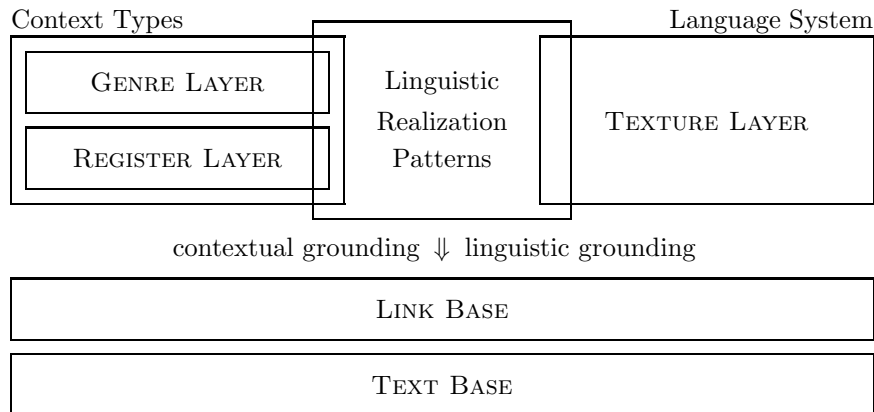 Context Types
Language System
GENRE LAYER
REGISTER LAYER
Linguistic
Realization
Patterns
TEXTURE LAYER
contextual grounding ⇓ linguistic grounding
LINK BASE
TEXT BASE